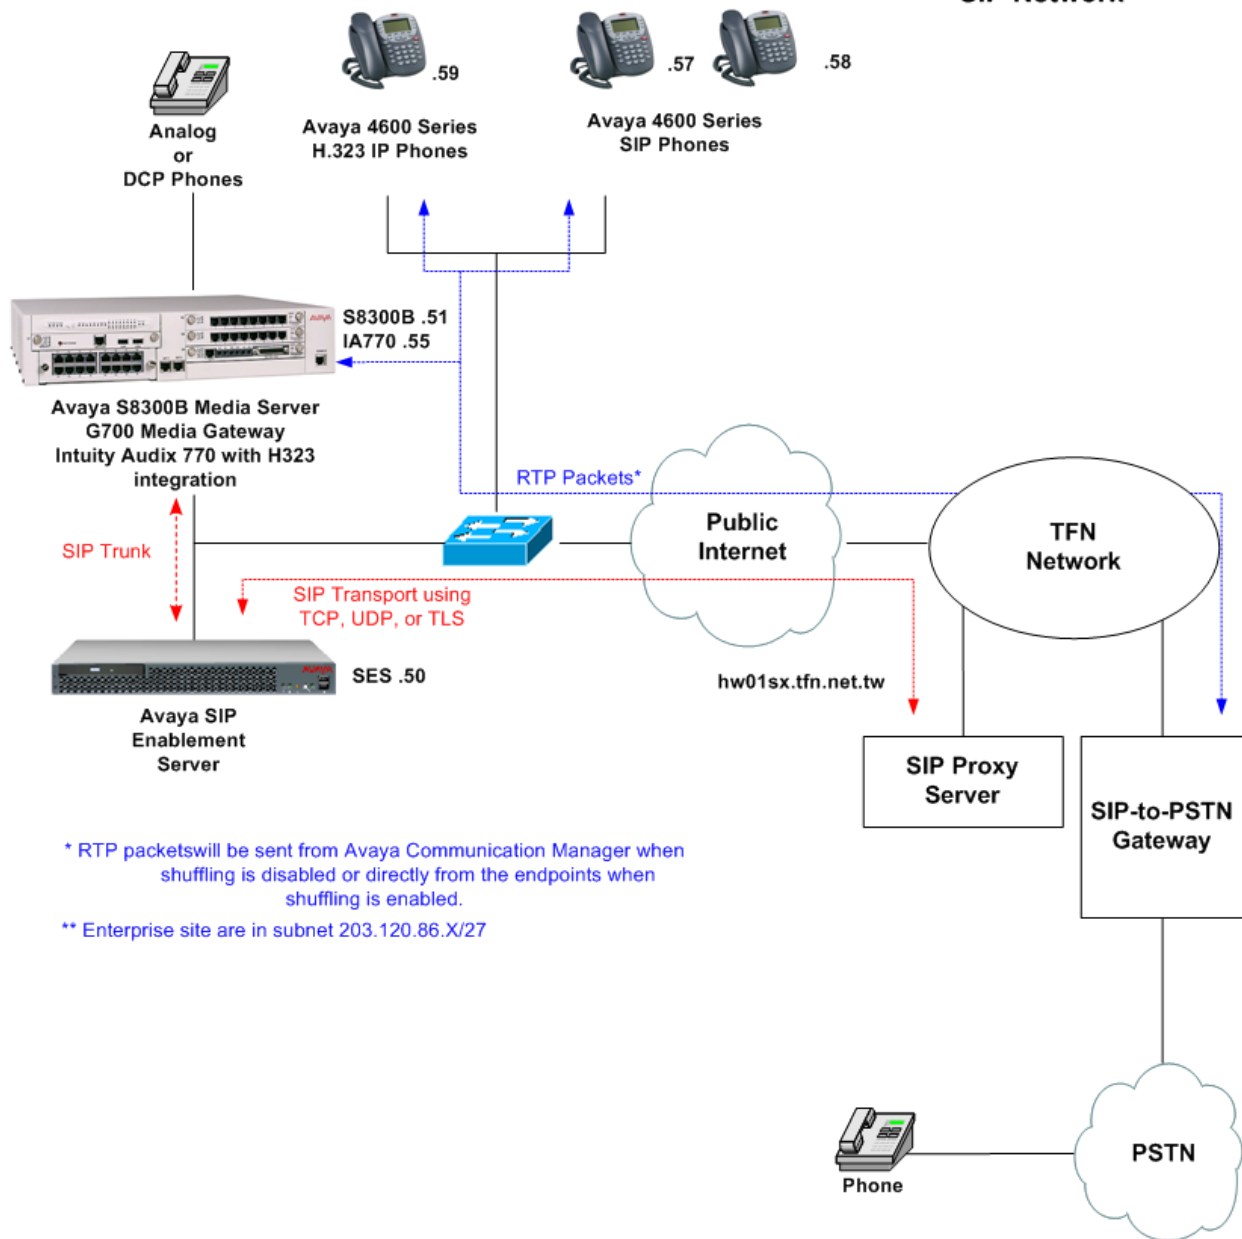 SIP Network
.59
.57
.58
Analog
or
DCP Phones
Avaya 4600 Series
H.323 IP Phones
Avaya 4600 Series
SIP Phones
AVAYA
S8300B .51
IA770 .55
Avaya S8300B Media Server
G700 Media Gateway
Intuity Audix 770 with H323
integration
RTP Packets*
Public
Internet
TFN
Network
SIP Trunk
SIP Transport using
TCP, UDP, or TLS
AVAYA
SES .50
hw01sx.tfn.net.tw
Avaya SIP
Enablement
Server
SIP Proxy
Server
SIP-to-PSTN
Gateway
* RTP packetswill be sent from Avaya Communication Manager when
shuffling is disabled or directly from the endpoints when
shuffling is enabled.
** Enterprise site are in subnet 203.120.86.X/27
PSTN
Phone